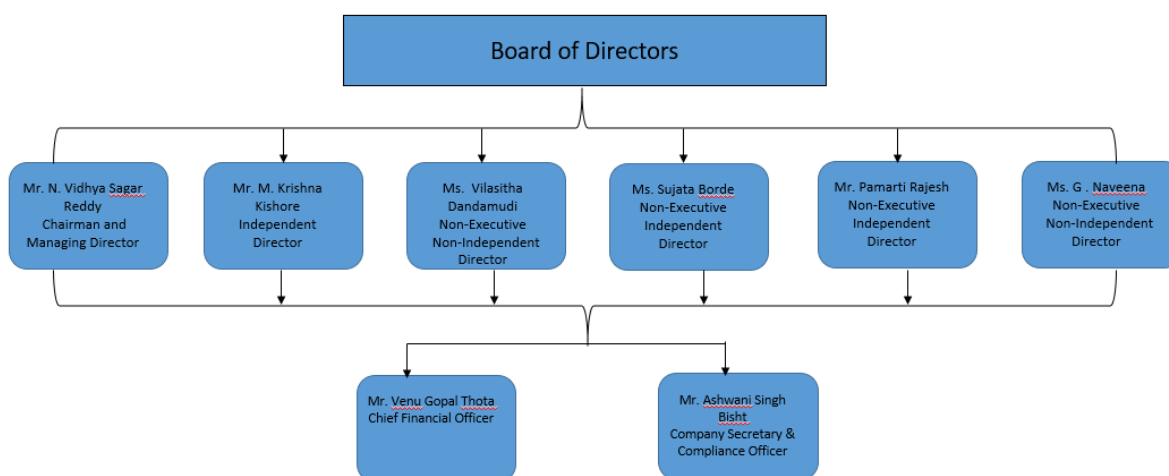 Board of Directors
Mr. N. Vidhya Sagar
Reddy
Chairman and
Managing Director
Mr. M. Krishna
Kishore
Independent
Director
Ms. Vilasitha
Dandamudi
Non-Executive
Non-Independent
Director
Ms. Sujata Borde
Non-Executive
Independent
Director
Mr. Pamarti Rajesh
Non-Executive
Independent
Director
Ms. G . Naveena
Non-Executive
Non-Independent
Director
Mr. Venu Gopal Thota
Chief Financial Officer
Mr. Ashwani Singh
Bisht
Company Secretary &
Compliance Officer